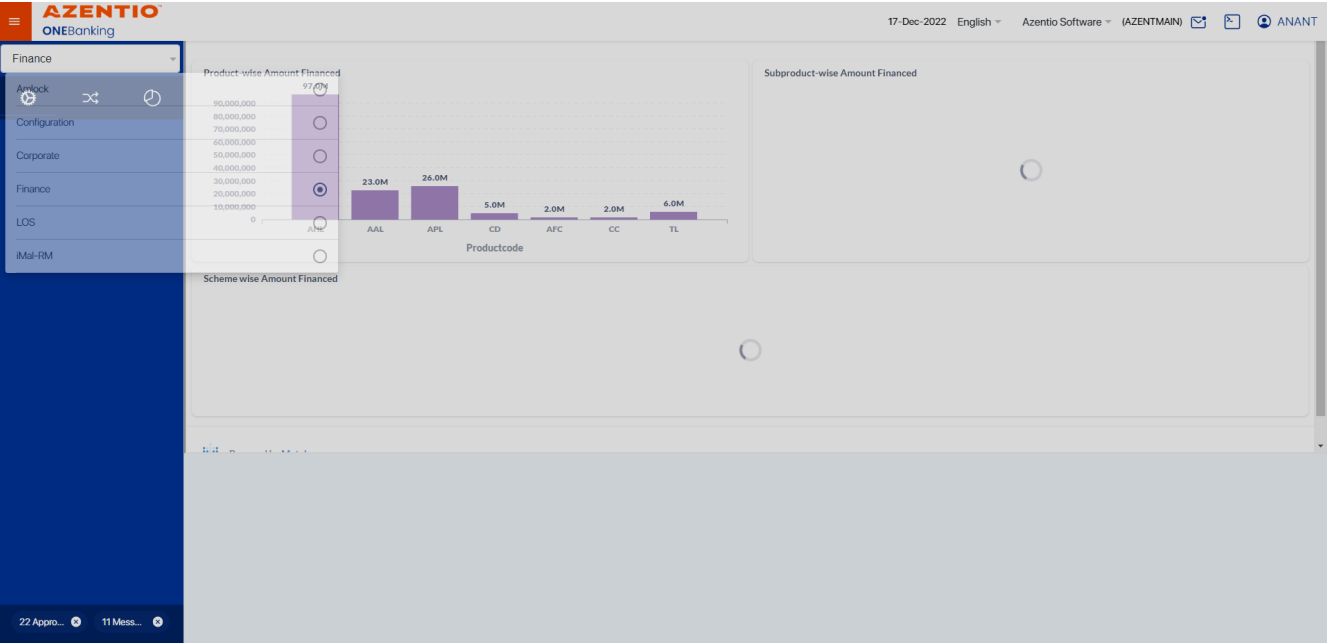 AZENTIO
ONEBanking
17-Dec-2022 English Azentio Software (AZENTMAIN) ANANT
Finance
Amlock
Configuration
Corporate
Finance
LOS
iMal-RM
Product-wise Amount Financed
97.0M
90,000,000
80,000,000
70,000,000
60,000,000
50,000,000
40,000,000
30,000,000
20,000,000
10,000,000
0
23.0M
26.0M
5.0M
2.0M
2.0M
6.0M
AAL APL CD AFC CC TL
Productcode
Subproduct-wise Amount Financed
Scheme wise Amount Financed
22 Appro...
11 Mess...